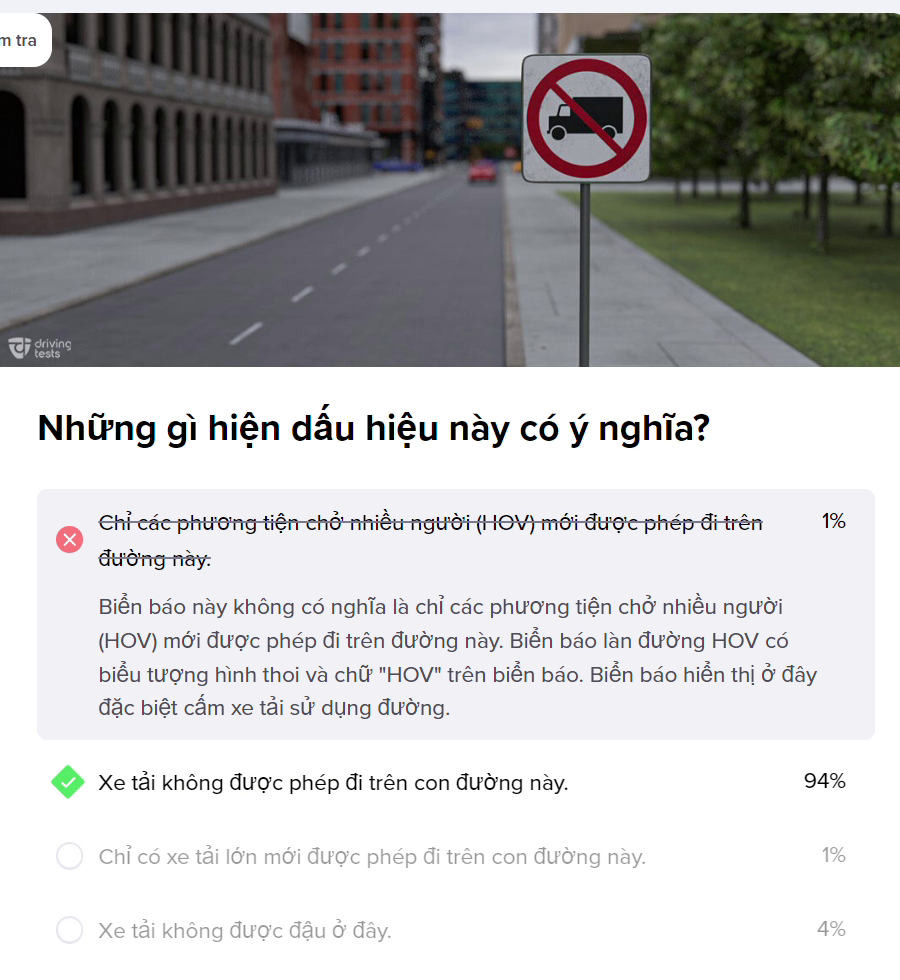 m tra
driving
tests
Những gì hiện dấu hiệu này có ý nghĩa?
Chỉ các phương tiện chở nhiều người (HOV) mới được phép đi trên 1%
đường này.
Biển báo này không có nghĩa là chỉ các phương tiện chở nhiều người
(HOV) mới được phép đi trên đường này. Biển báo làn đường HOV có
biểu tượng hình thoi và chữ "HOV" trên biển báo. Biển báo hiển thị ở đây
đặc biệt cấm xe tải sử dụng đường.
Xe tải không được phép đi trên con đường này. 94%
Chỉ có xe tải lớn mới được phép đi trên con đường này. 1%
Xe tải không được đậu ở đây. 4%